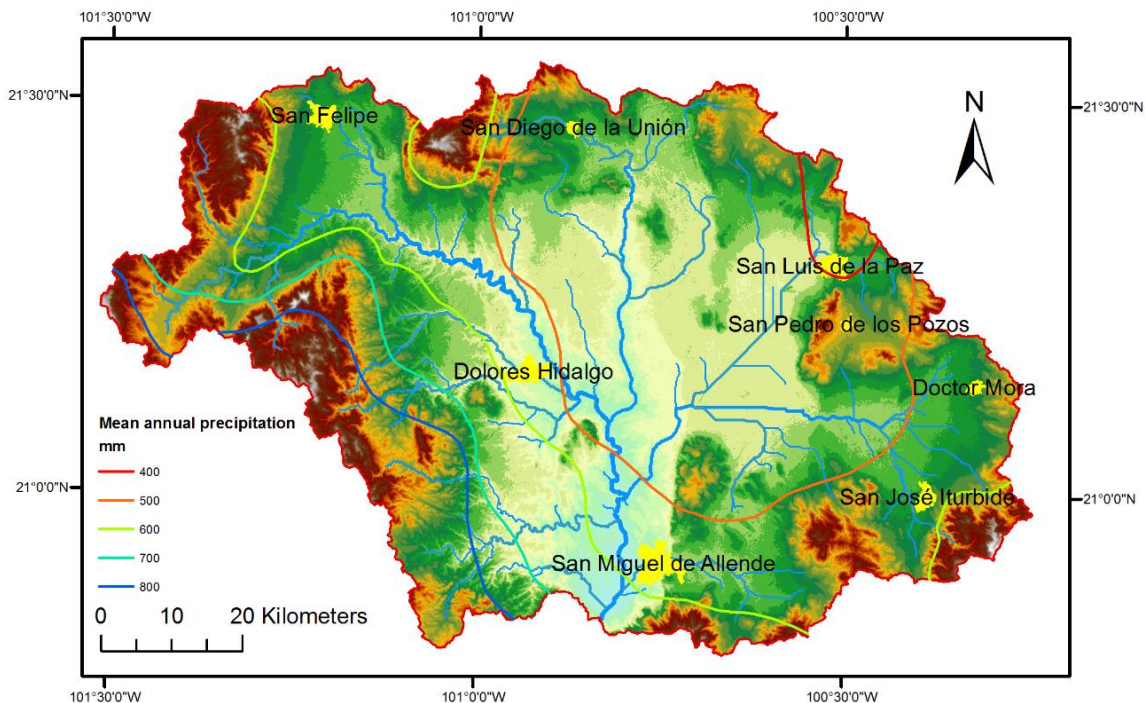 101°30'0"W 101°0'0"W 100°30'0"W
21°30'0"N 21°30'0"N
N
San Felipe
San Diego de la Unión
San Luis de la Paz
San Pedro de los Pozos
Dolores Hidalgo
Doctor Mora
Mean annual precipitation
mm
400
500
600
700
800
21°0'0"N 21°0'0"N
San José Iturbide
San Miguel de Allende
0 10 20 Kilometers
101°30'0"W 101°0'0"W 100°30'0"W